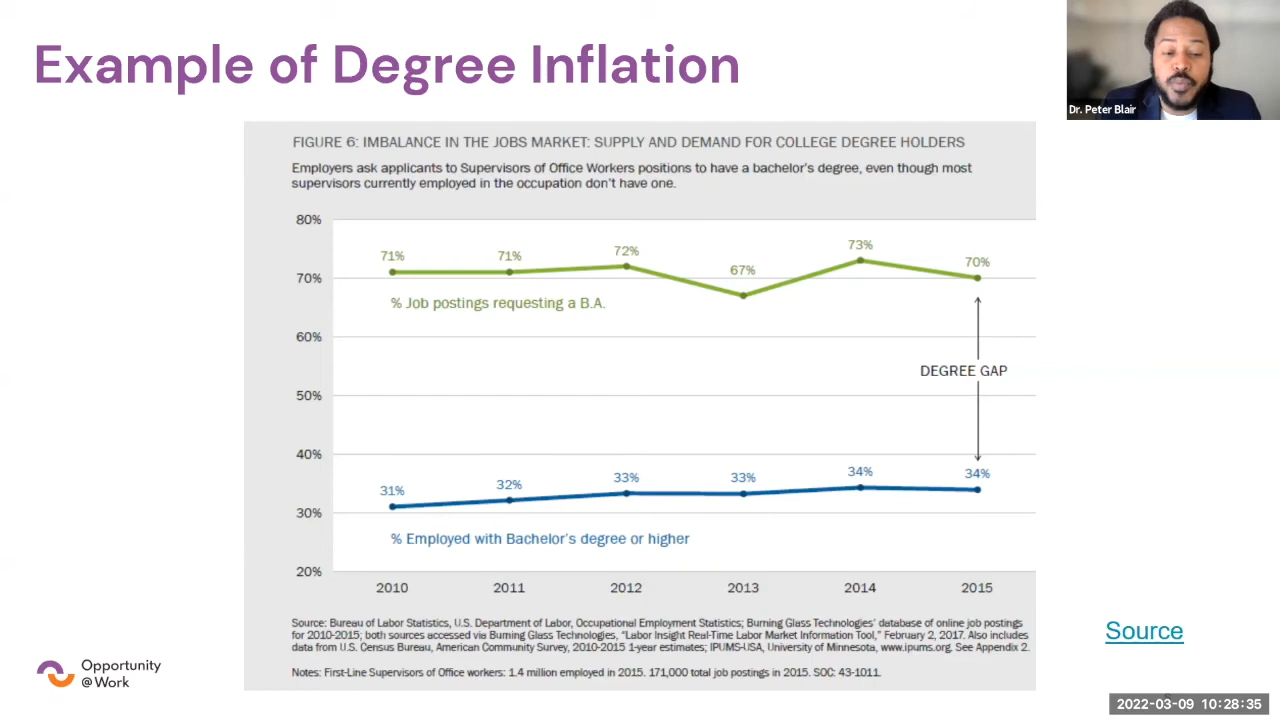 Example of Degree Inflation
Dr. Peter Blair
FIGURE 6: IMBALANCE IN THE JOBS MARKET: SUPPLY AND DEMAND FOR COLLEGE DEGREE HOLDERS
Employers ask applicants to Supervisors of Office Workers positions to have a bachelor's degree, even though most
supervisors currently employed in the occupation don't have one.
80%
70%
60%
50%
40%
30%
20%
71%
71%
72%
67%
73%
70%
% Job postings requesting a B.A.
DEGREE GAP
31%
32%
33%
33%
34%
34%
% Employed with Bachelor's degree or higher
2010
2011
2012
2013
2014
2015
Source: Bureau of Labor Statistics, U.S. Department of Labor, Occupational Employment Statistics; Burning Glass Technologies' database of online job postings
for 2010-2015; both sources accessed via Burning Glass Technologies, "Labor Insight Real-Time Labor Market Information Tool," February 2, 2017. Also includes
data from U.S. Census Bureau, American Community Survey, 2010-2015 1-year estimates; IPUMS-USA, University of Minnesota, www.ipums.org. See Appendix 2.
Notes: First-Line Supervisors of Office workers: 1.4 million employed in 2015. 171,000 total job postings in 2015. SOC: 43-1011.
Source
Opportunity
@Work
2022-03-09 10:28:35